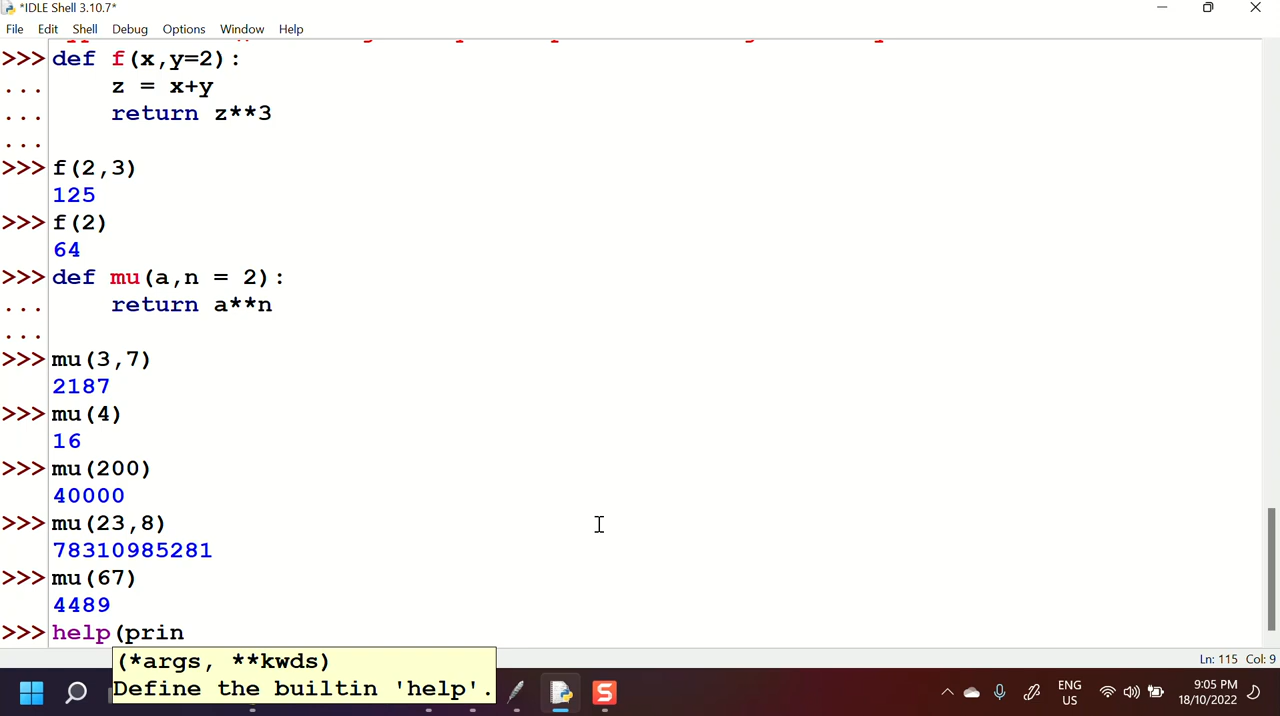 *IDLE Shell 3.10.7*
File Edit Shell Debug Options Window Help
>>> def f(x,y=2):
... z = x+y
... return z**3
...
>>> f(2,3)
125
>>> f(2)
64
>>> def mu(a,n = 2):
... return a**n
...
>>> mu(3,7)
2187
>>> mu(4)
16
>>> mu(200)
40000
>>> mu(23,8)
78310985281
>>> mu(67)
4489
>>> help(prin
(*args, **kwds)
Define the builtin 'help'.
Ln: 115 Col: 9
S
ENG
US
9:05 PM
18/10/2022